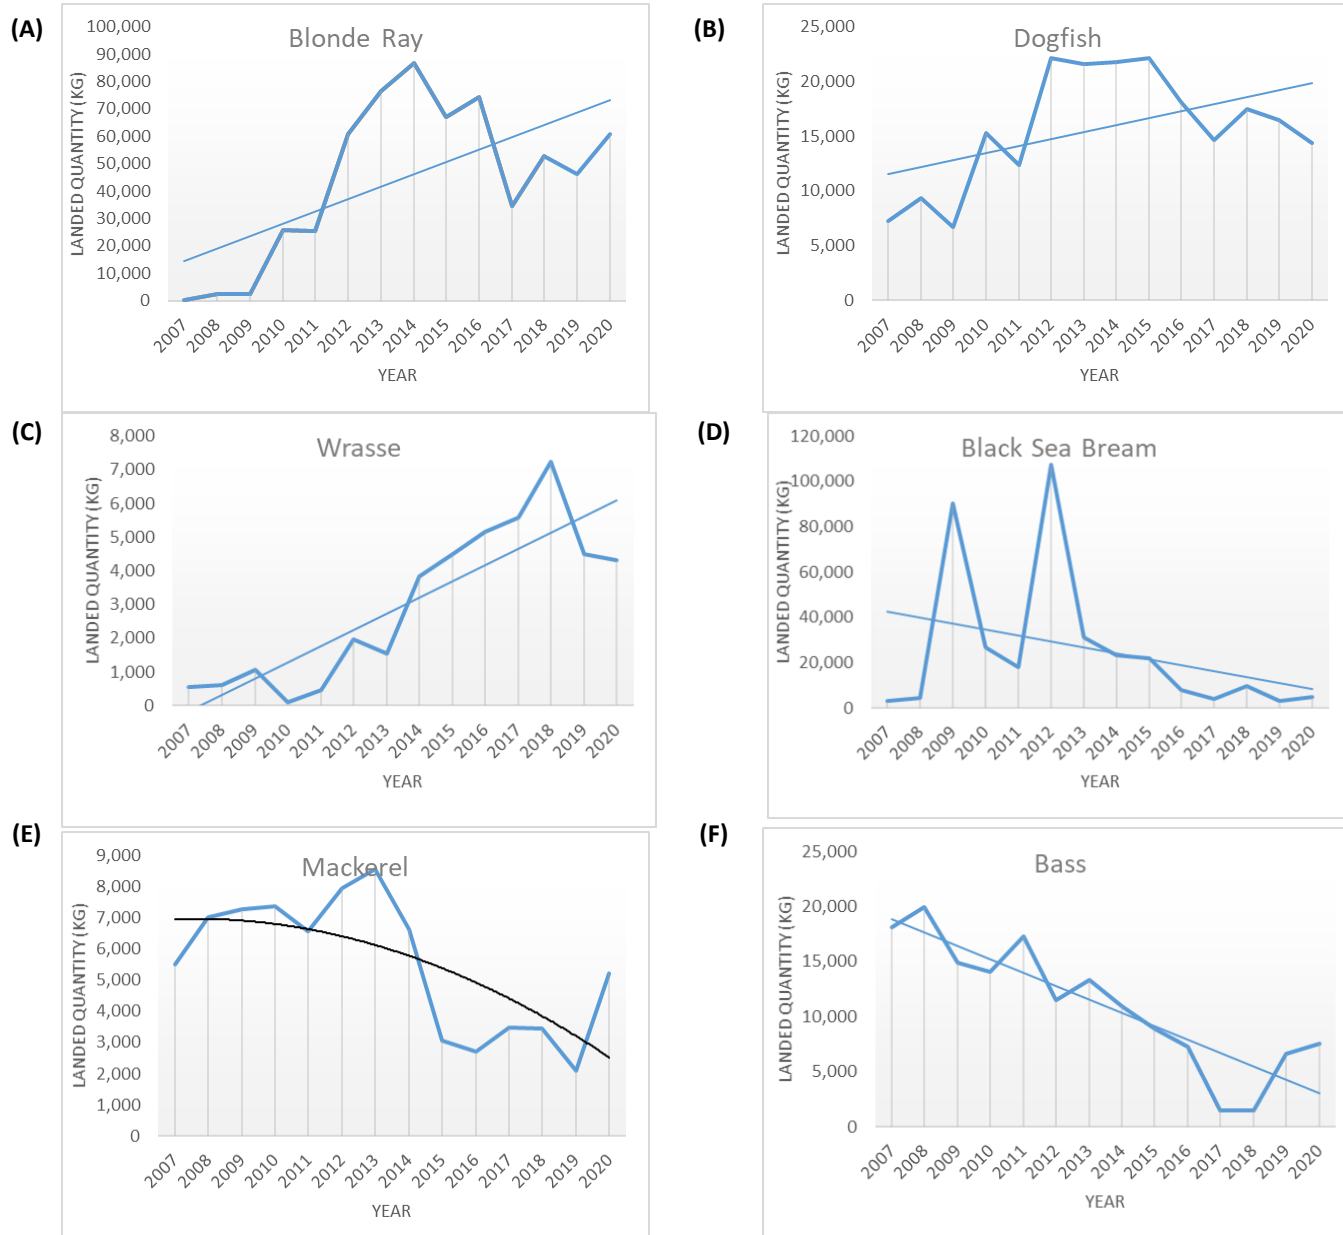 (A)
Blonde Ray
LANDED QUANTITY (KG)
100,000
90,000
80,000
70,000
60,000
50,000
40,000
30,000
20,000
10,000
0
2007 2008 2009 2010 2011 2012 2013 2014 2015 2016 2017 2018 2019 2020
YEAR
(B)
Dogfish
LANDED QUANTITY (KG)
25,000
20,000
15,000
10,000
5,000
0
2007 2008 2009 2010 2011 2012 2013 2014 2015 2016 2017 2018 2019 2020
YEAR
(C)
Wrasse
LANDED QUANTITY (KG)
8,000
7,000
6,000
5,000
4,000
3,000
2,000
1,000
0
2007 2008 2009 2010 2011 2012 2013 2014 2015 2016 2017 2018 2019 2020
YEAR
(D)
Black Sea Bream
LANDED QUANTITY (KG)
120,000
100,000
80,000
60,000
40,000
20,000
0
2007 2008 2009 2010 2011 2012 2013 2014 2015 2016 2017 2018 2019 2020
YEAR
(E)
Mackerel
LANDED QUANTITY (KG)
9,000
8,000
7,000
6,000
5,000
4,000
3,000
2,000
1,000
0
2007 2008 2009 2010 2011 2012 2013 2014 2015 2016 2017 2018 2019 2020
YEAR
(F)
Bass
LANDED QUANTITY (KG)
25,000
20,000
15,000
10,000
5,000
0
2007 2008 2009 2010 2011 2012 2013 2014 2015 2016 2017 2018 2019 2020
YEAR